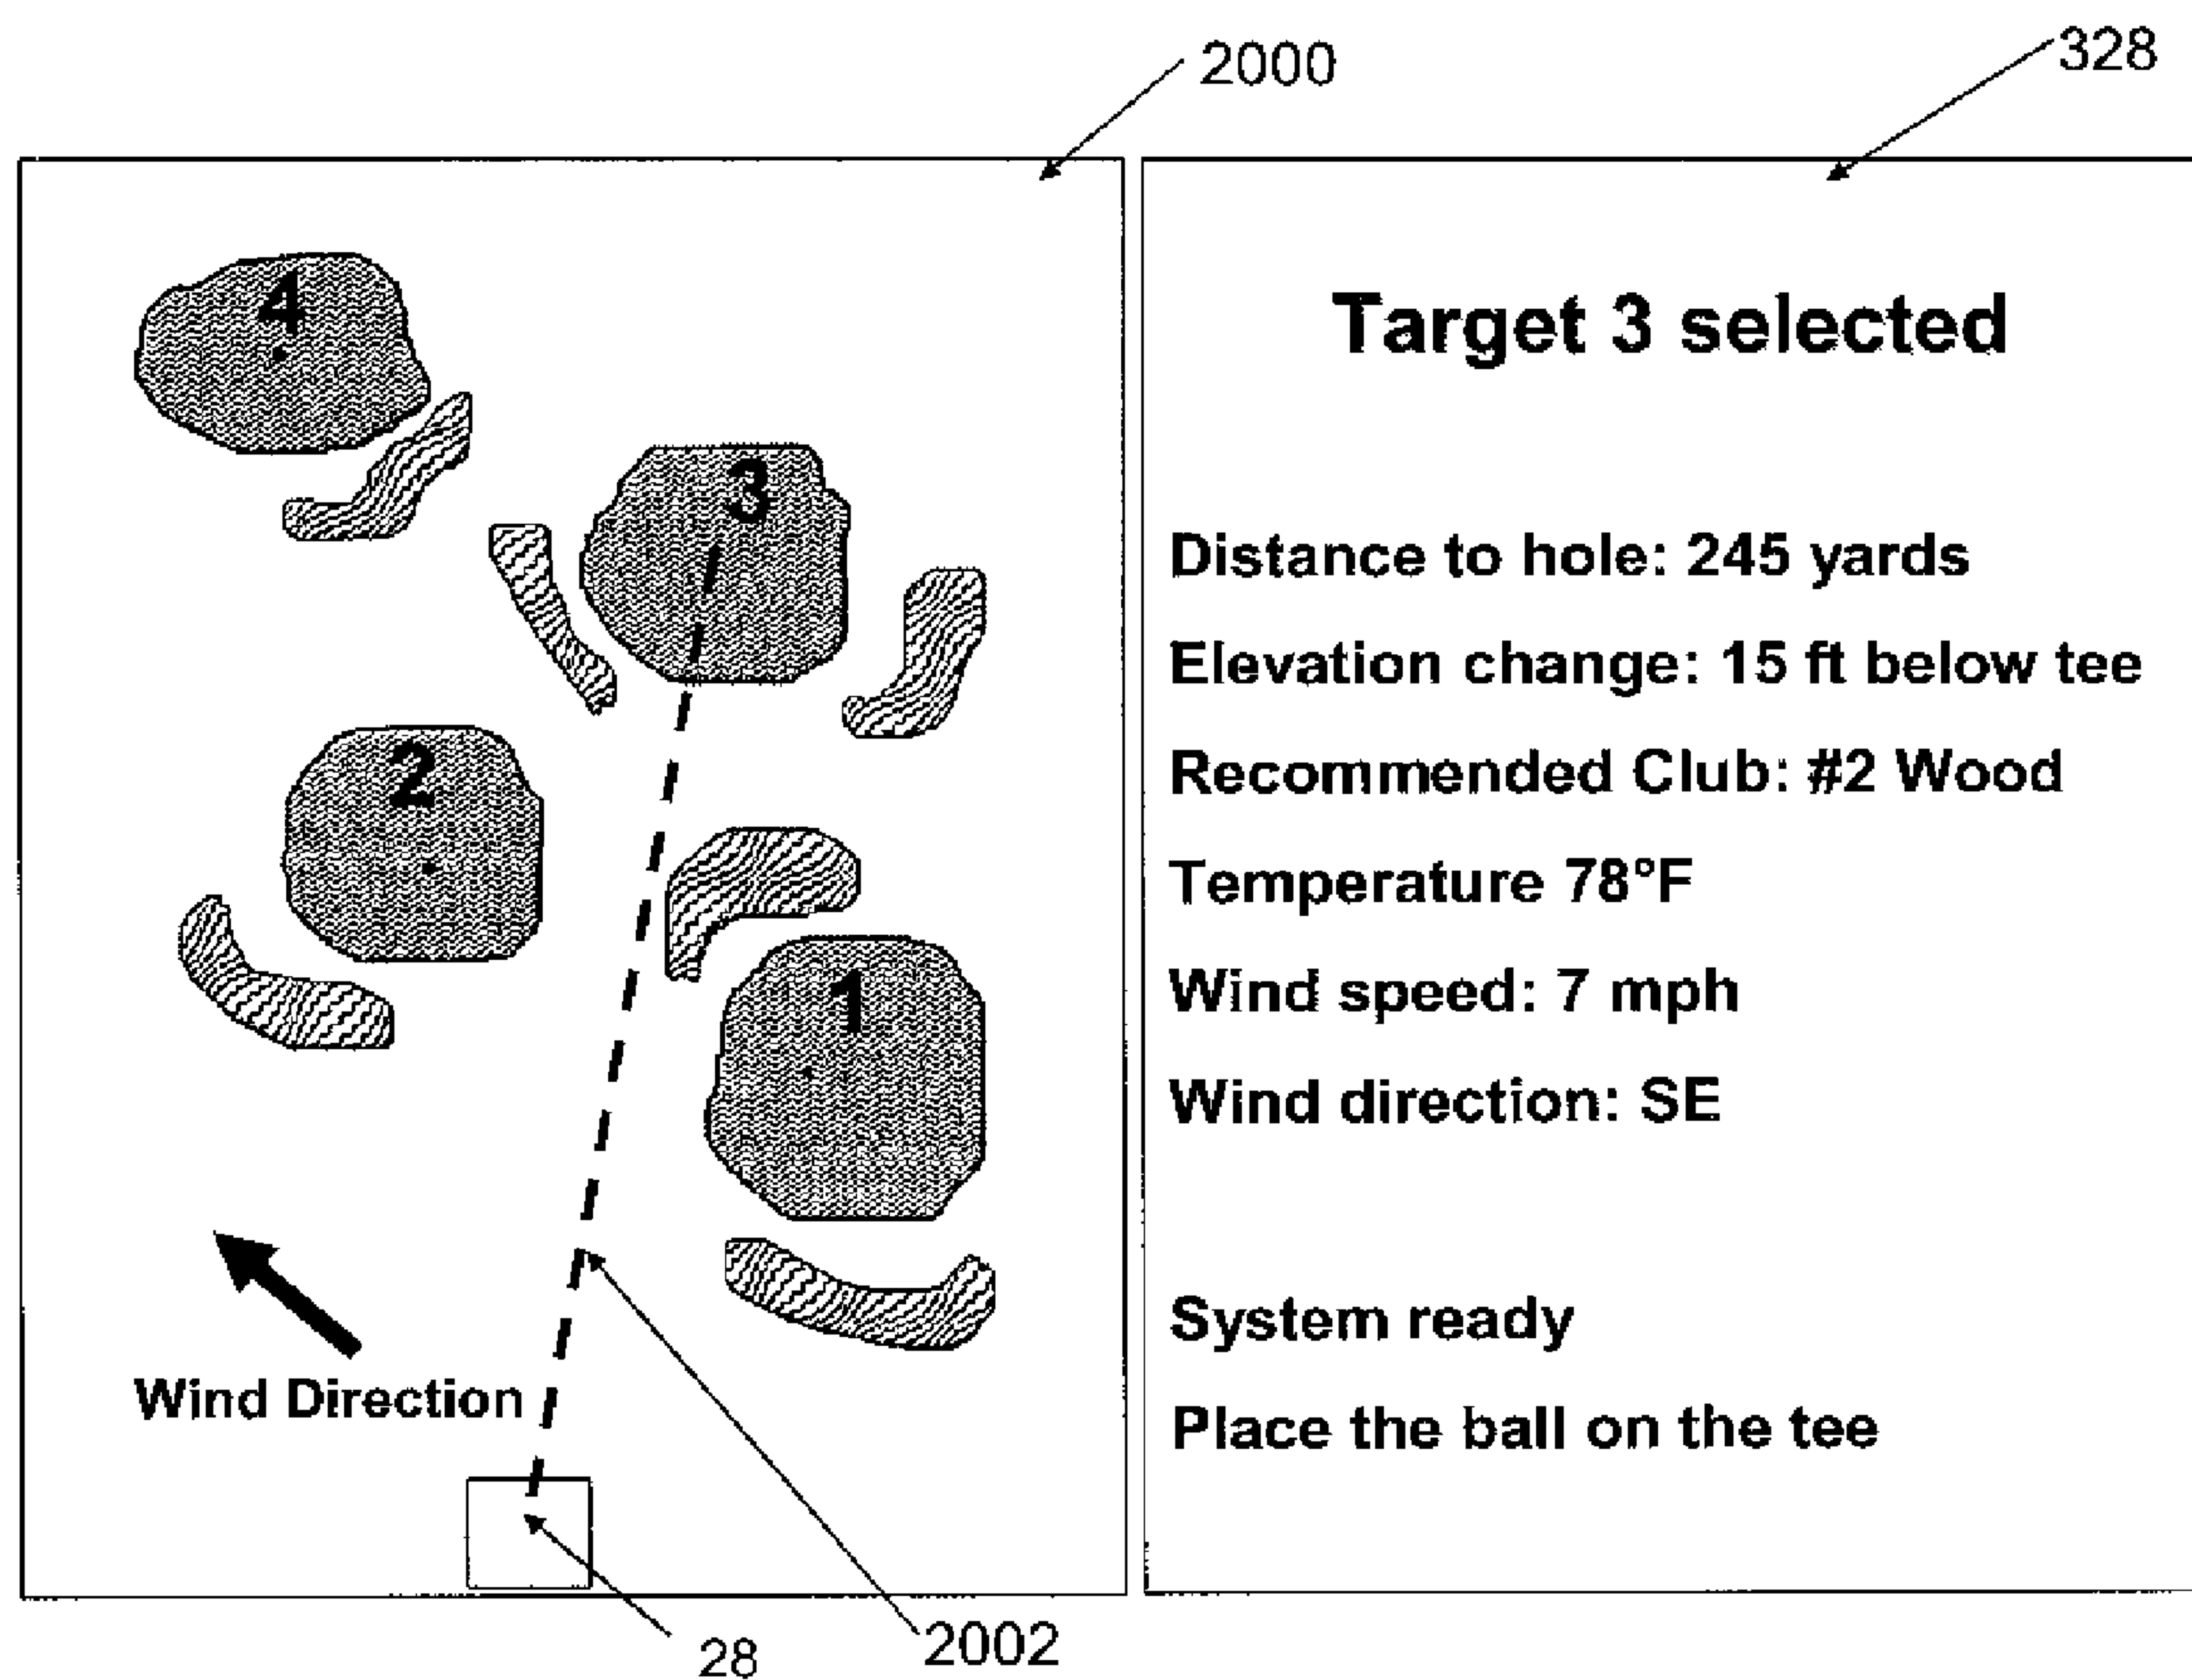 2000
328
4
3
2
1
Wind Direction
28
2002
Target 3 selected
Distance to hole: 245 yards
Elevation change: 15 ft below tee
Recommended Club: #2 Wood
Temperature 78°F
Wind speed: 7 mph
Wind direction: SE
System ready
Place the ball on the tee